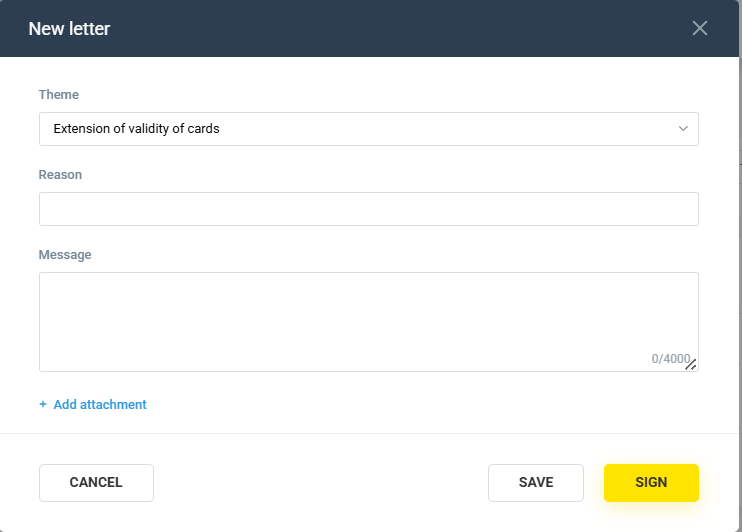 New letter
Theme
Extension of validity of cards
Reason
Message
0/4000
+ Add attachment
CANCEL
SAVE
SIGN